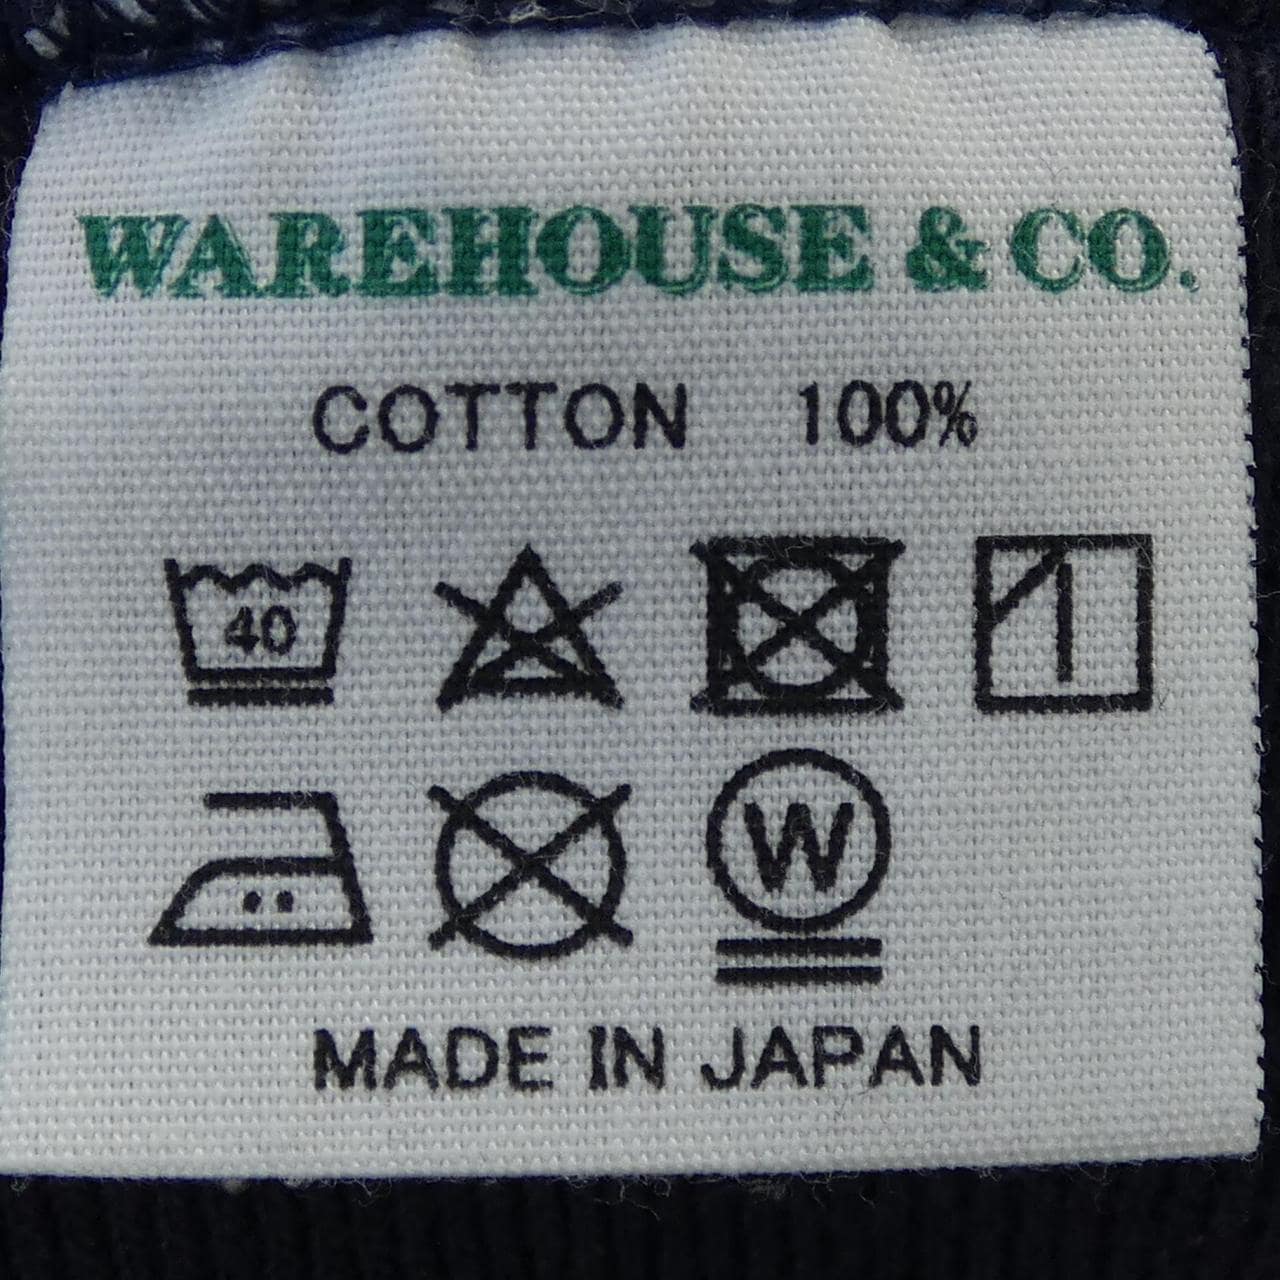 WAREHOUSE & CO.
COTTON 100%
40
W
MADE IN JAPAN